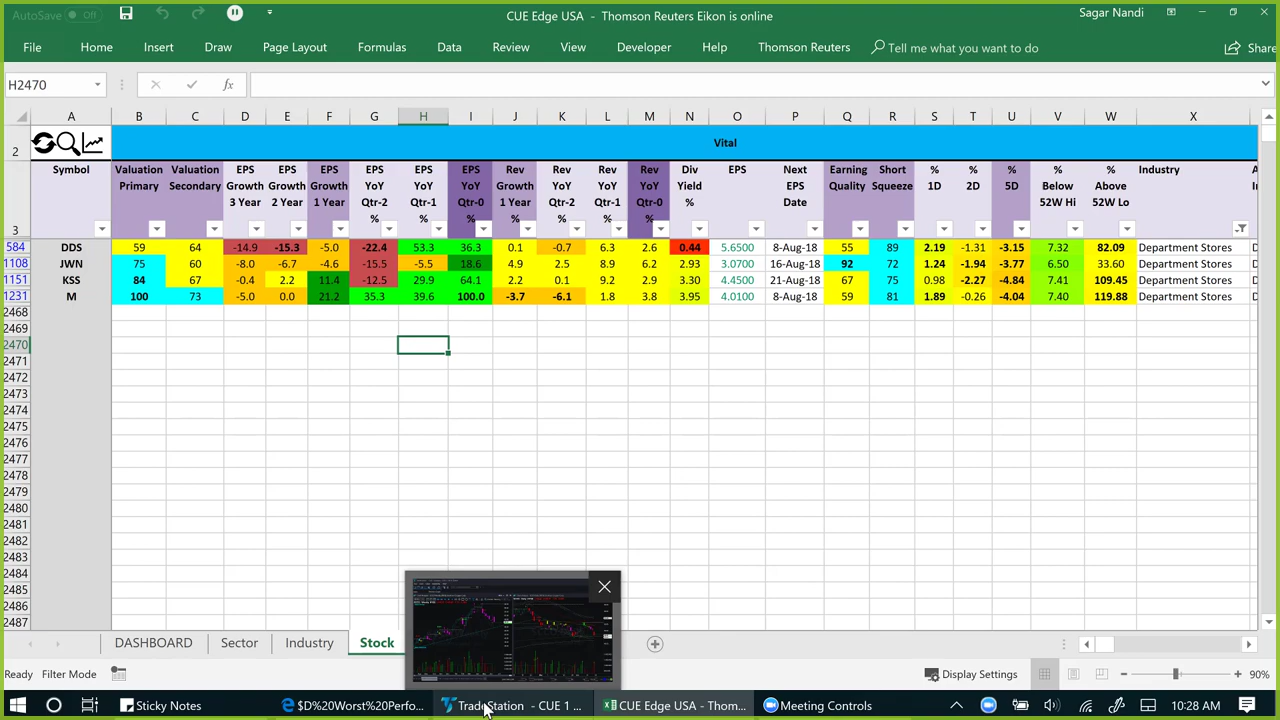 AutoSave Off CUE Edge USA - Thomson Reuters Eikon is online Sagar Nandi
File Home Insert Draw Page Layout Formulas Data Review View Developer Help Thomson Reuters Tell me what you want to do Share
H2470 fx
A B C D E F G H I J K L M N O P Q R S T U V W X
2 Vital
3 Symbol Valuation Primary Valuation Secondary EPS Growth 3 Year EPS Growth 2 Year EPS Growth 1 Year EPS YoY Qtr-2 % EPS YoY Qtr-1 % EPS YoY Qtr-0 % Rev Growth 1 Year Rev YoY Qtr-2 % Rev YoY Qtr-1 % Rev YoY Qtr-0 % Div Yield % EPS Next EPS Date Earning Quality Short Squeeze % 1D % 2D % 5D % Below 52W Hi % Above 52W Lo Industry
584 DDS 59 64 -14.9 -15.3 -5.0 -22.4 53.3 36.3 0.1 -0.7 6.3 2.6 0.44 5.6500 8-Aug-18 55 89 2.19 -1.31 -3.15 7.32 82.09 Department Stores
1108 JWN 75 60 -8.0 -6.7 -4.6 -15.5 -5.5 18.6 4.9 2.5 8.9 6.2 2.93 3.0700 16-Aug-18 92 72 1.24 -1.94 -3.77 6.50 33.60 Department Stores
1151 KSS 84 67 -0.4 2.2 11.4 -12.5 29.9 64.1 2.2 0.1 9.2 2.6 3.30 4.4500 21-Aug-18 67 75 0.98 -2.27 -4.84 7.41 109.45 Department Stores
1231 M 100 73 -5.0 0.0 21.2 35.3 39.6 100.0 -3.7 -6.1 1.8 3.8 3.95 4.0100 8-Aug-18 59 81 1.89 -0.26 -4.04 7.40 119.88 Department Stores
2468
2469
2470
2471
2472
2473
2474
2475
2476
2477
2478
2479
2480
2481
2482
2483
2484
2485
2486
2487
DASHBOARD Sector Industry Stock
Ready Filter Mode Display Settings 90%
Sticky Notes $D%20Worst%20Perfo... TradeStation - CUE 1 ... CUE Edge USA - Thom... Meeting Controls 10:28 AM